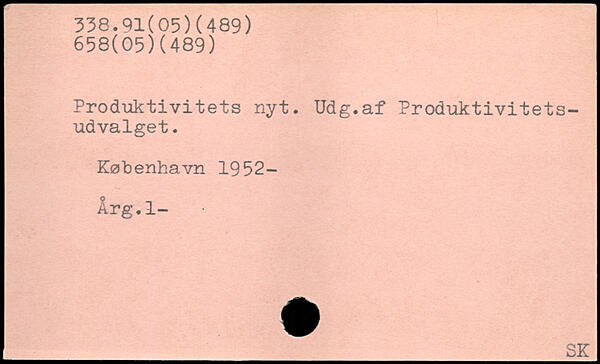 338.91(05)(489)
658(05)(489)
Produktivitets nyt. Udg.af Produktivitets-
udvalget.
København 1952-
Årg.1-
SK